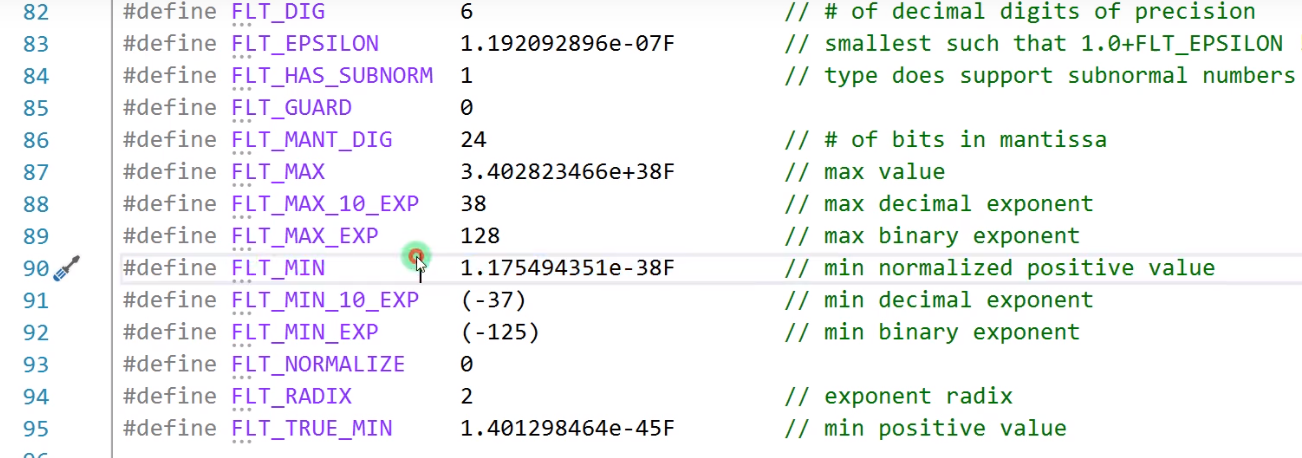 82 #define FLT_DIG 6 // # of decimal digits of precision
83 #define FLT_EPSILON 1.192092896e-07F // smallest such that 1.0+FLT_EPSILON
84 #define FLT_HAS_SUBNORM 1 // type does support subnormal numbers
85 #define FLT_GUARD 0
86 #define FLT_MANT_DIG 24 // # of bits in mantissa
87 #define FLT_MAX 3.402823466e+38F // max value
88 #define FLT_MAX_10_EXP 38 // max decimal exponent
89 #define FLT_MAX_EXP 128 // max binary exponent
90 #define FLT_MIN 1.175494351e-38F // min normalized positive value
91 #define FLT_MIN_10_EXP (-37) // min decimal exponent
92 #define FLT_MIN_EXP (-125) // min binary exponent
93 #define FLT_NORMALIZE 0
94 #define FLT_RADIX 2 // exponent radix
95 #define FLT_TRUE_MIN 1.401298464e-45F // min positive value